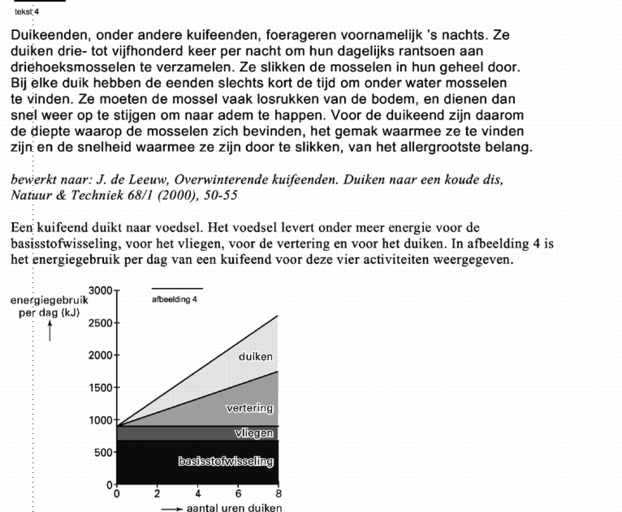 tekst 4
Duikeenden, onder andere kuifeenden, foerageren voornamelijk 's nachts. Ze
duiken drie- tot vijfhonderd keer per nacht om hun dagelijks rantsoen aan
driehoeksmosselen te verzamelen. Ze slikken de mosselen in hun geheel door.
Bij elke duik hebben de eenden slechts kort de tijd om onder water mosselen
te vinden. Ze moeten de mossel vaak losrukken van de bodem, en dienen dan
snel weer op te stijgen om naar adem te happen. Voor de duikeend zijn daarom
de diepte waarop de mosselen zich bevinden, het gemak waarmee ze te vinden
zijn en de snelheid waarmee ze zijn door te slikken, van het allergrootste belang.
bewerkt naar: J. de Leeuw, Overwinterende kuifeenden. Duiken naar een koude dis,
Natuur & Techniek 68/1 (2000), 50-55
Een kuifeend duikt naar voedsel. Het voedsel levert onder meer energie voor de
basisstofwisseling, voor het vliegen, voor de vertering en voor het duiken. In afbeelding 4 is
het energiegebruik per dag van een kuifeend voor deze vier activiteiten weergegeven.
afbeelding 4
energiegebruik
per dag (kJ)
3000
2500
2000
1500
1000
500
0
duiken
vertering
vliegen
basisstofwisseling
0 2 4 6 8
aantal uren duiken